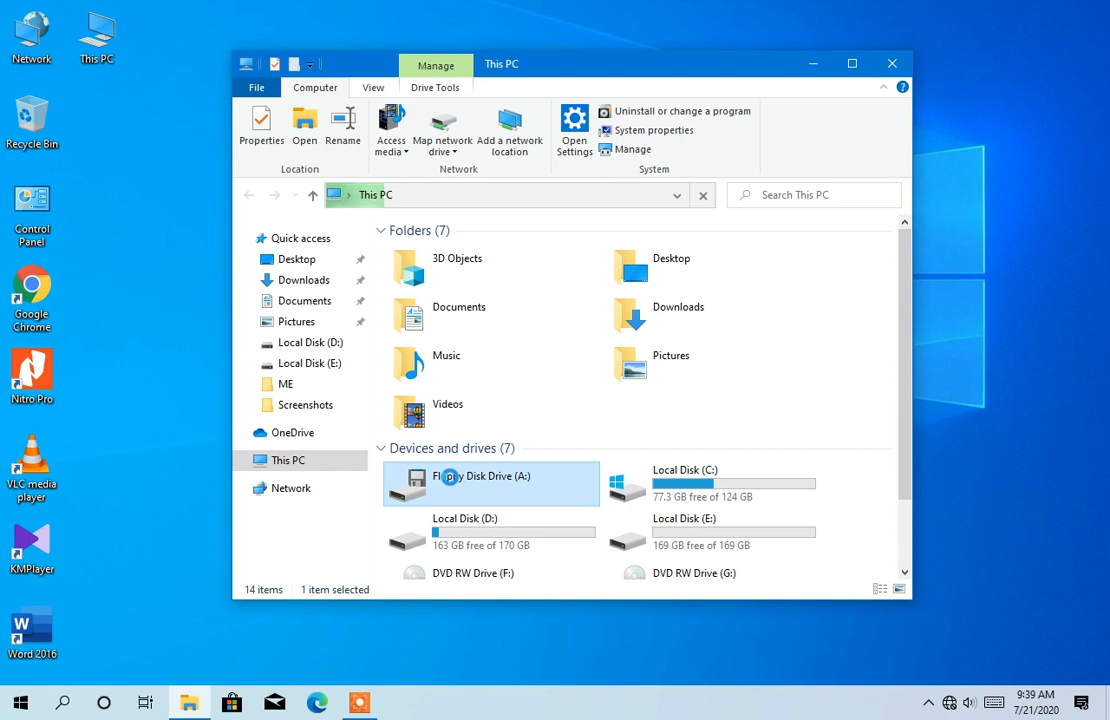 Network
This PC
Recycle Bin
Control
Panel
Google
Chrome
Nitro Pro
VLC media
player
KMPlayer
Word 2016
Manage
This PC
File
Computer
View
Drive Tools
Properties
Open
Rename
Access
media
Map network
drive
Add a network
location
Open
Settings
Uninstall or change a program
System properties
Manage
Location
Network
System
This PC
Search This PC
Quick access
Desktop
Downloads
Documents
Pictures
Local Disk (D:)
Local Disk (E:)
ME
Screenshots
OneDrive
This PC
Network
Folders (7)
3D Objects
Desktop
Documents
Downloads
Music
Pictures
Videos
Devices and drives (7)
Floppy Disk Drive (A:)
Local Disk (C:)
77.3 GB free of 124 GB
Local Disk (D:)
163 GB free of 170 GB
Local Disk (E:)
169 GB free of 169 GB
DVD RW Drive (F:)
DVD RW Drive (G:)
14 items
1 item selected
9:39 AM
7/21/2020